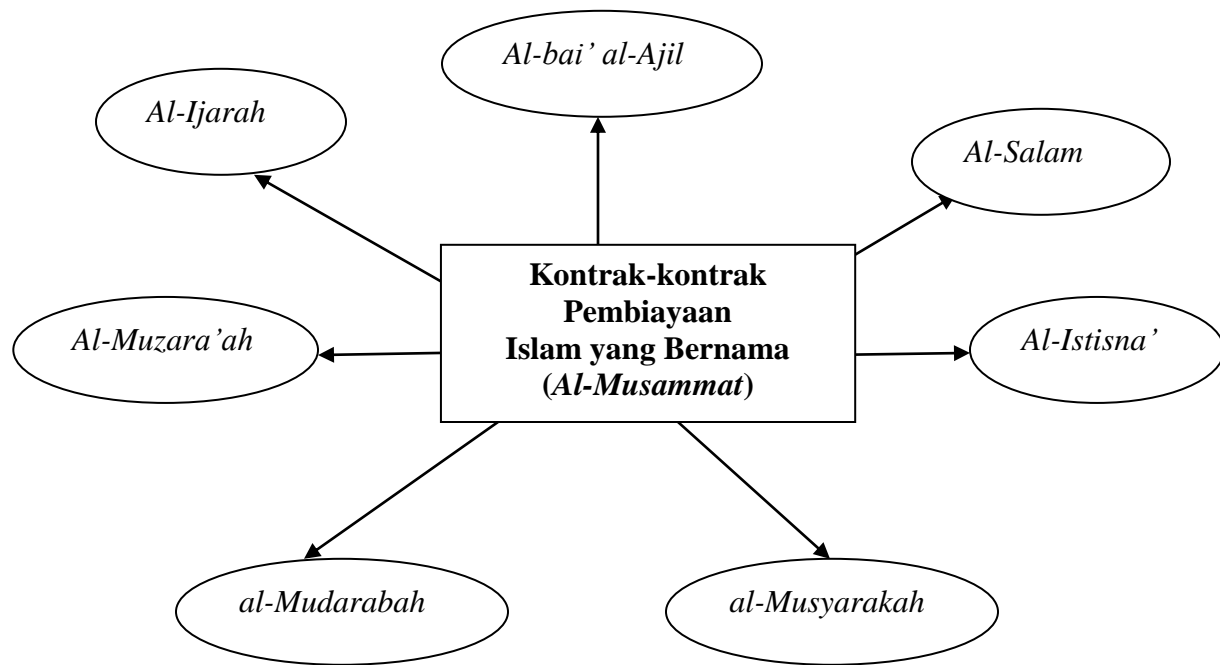 Al-bai’ al-Ajil
Al-Ijarah
Al-Salam
Kontrak-kontrak
Pembiayaan
Islam yang Bernama
(Al-Musammat)
Al-Muzara’ah
Al-Istisna’
al-Mudarabah
al-Musyarakah